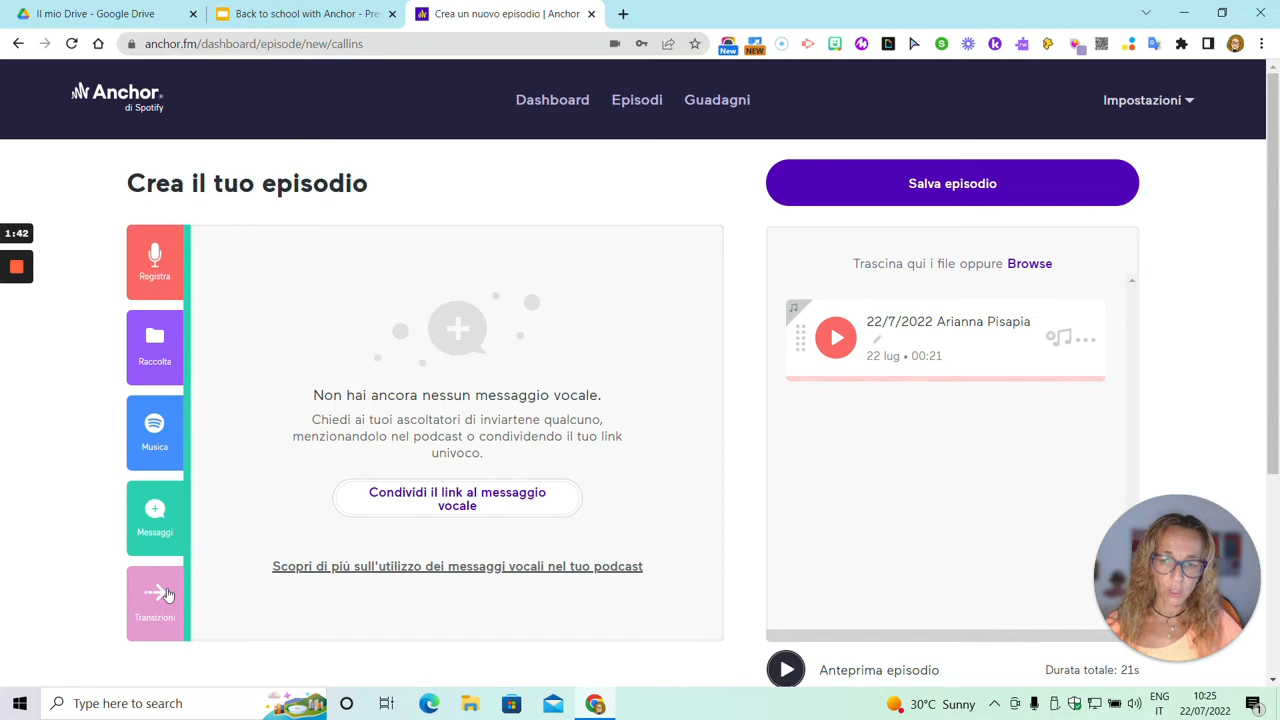 Il mio Drive - Google Drive
Back to school with Anchor - Pre
Crea un nuovo episodio | Anchor
anchor.fm/dashboard/episode/new/callins
New
NEW
Anchor
di Spotify
Dashboard
Episodi
Guadagni
Impostazioni
Crea il tuo episodio
Salva episodio
1:42
Registra
Raccolta
Musica
Messaggi
Transizioni
Non hai ancora nessun messaggio vocale.
Chiedi ai tuoi ascoltatori di inviartene qualcuno,
menzionandolo nel podcast o condividendo il tuo link
univoco.
Condividi il link al messaggio
vocale
Scopri di più sull'utilizzo dei messaggi vocali nel tuo podcast
Trascina qui i file oppure Browse
22/7/2022 Arianna Pisapia
22 lug • 00:21
Anteprima episodio
Durata totale: 21s
Type here to search
30°C Sunny
ENG
IT
10:25
22/07/2022
1